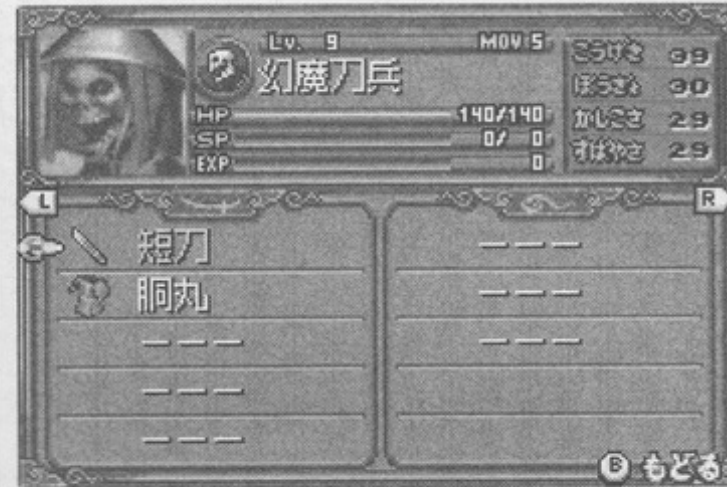 Lv. 9 MOV 5
幻魔刀兵
HP 140/140
SP 0/ 0
EXP 0
こうげき 39
ぼうぎょ 30
かしこさ 29
すばやさ 29
L R
短刀 ---
胴丸 ---
--- ---
---
---
B もどる